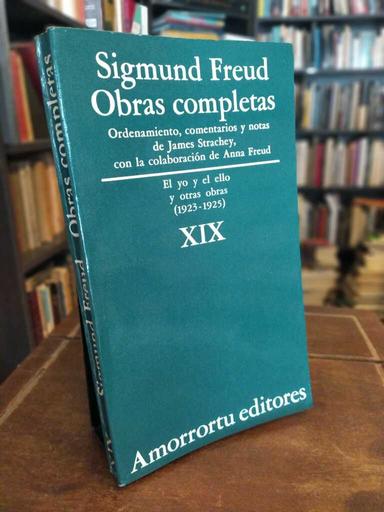 Sigmund Freud
Obras completas
Ordenamiento, comentarios y notas
de James Strachey,
con la colaboración de Anna Freud
El yo y el ello
y otras obras
(1923-1925)
XIX
Amorrortu editores
Sigmund Freud Obras completas